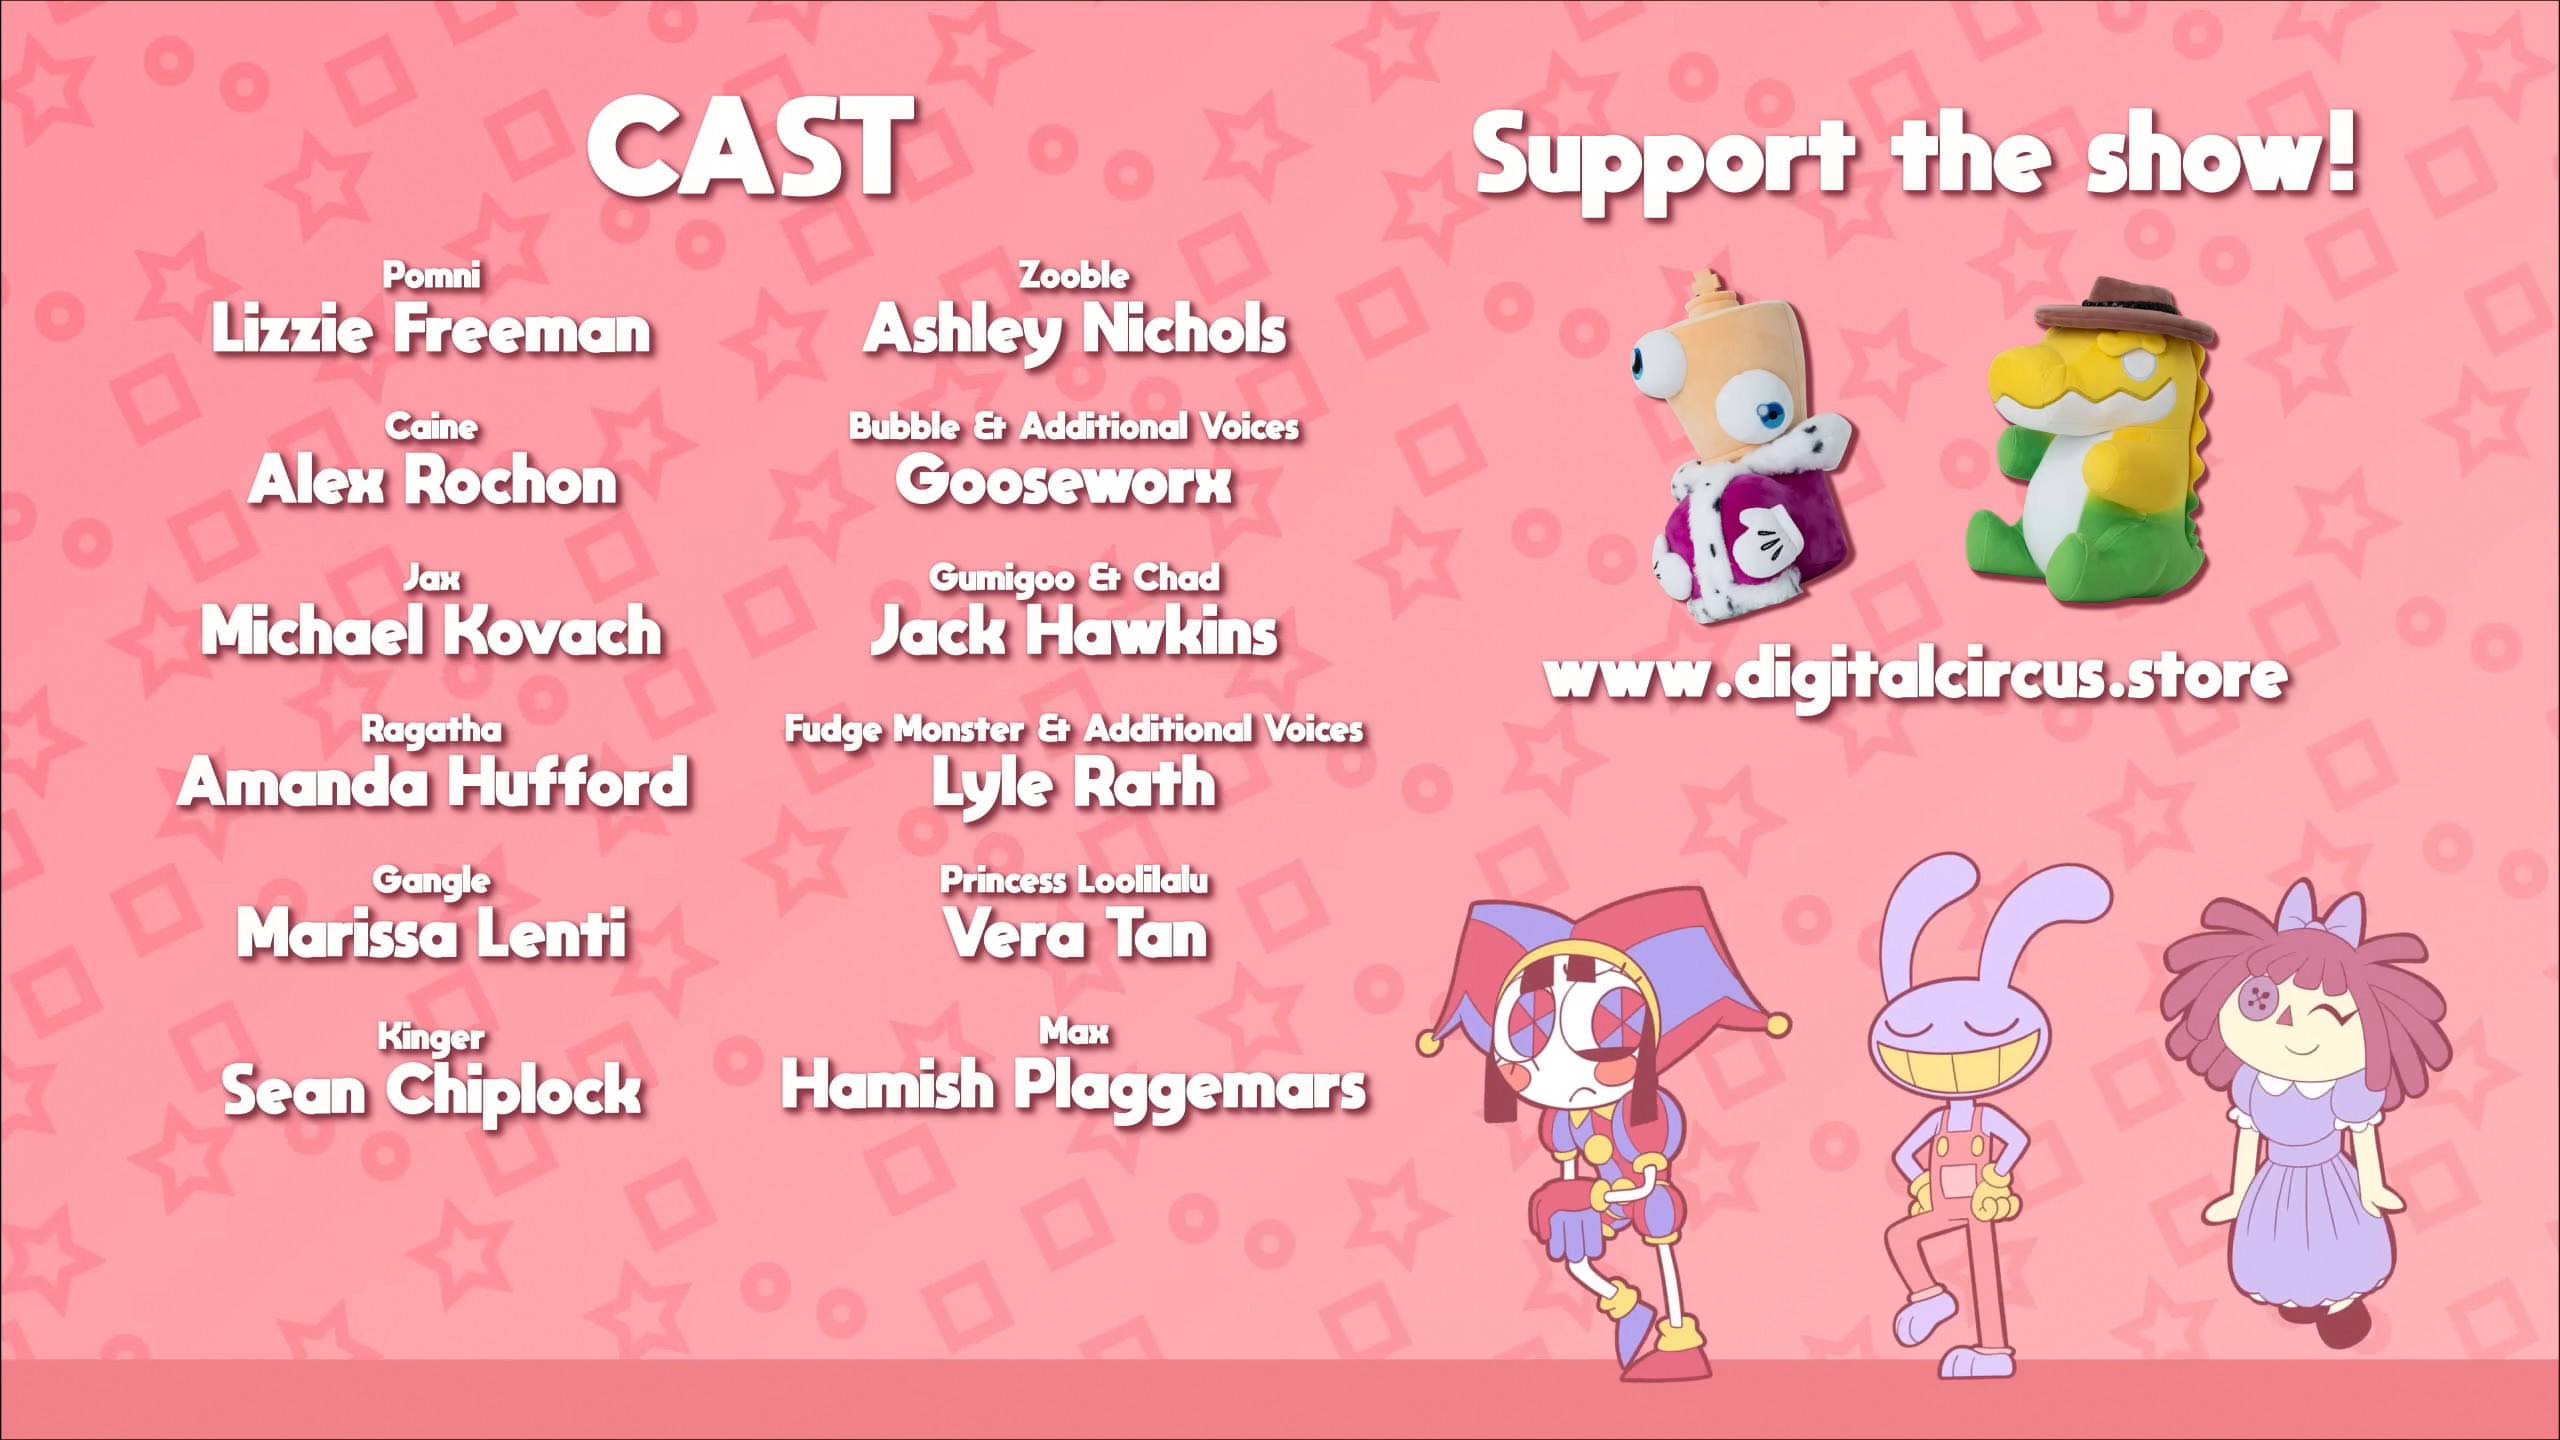 CAST
Pomni
Lizzie Freeman
Caine
Alex Rochon
Jax
Michael Kovach
Ragatha
Amanda Hufford
Gangle
Marissa Lenti
Kinger
Sean Chiplock
Zooble
Ashley Nichols
Bubble & Additional Voices
Gooseworx
Gumigoo & Chad
Jack Hawkins
Fudge Monster & Additional Voices
Lyle Rath
Princess Loolilalu
Vera Tan
Max
Hamish Plaggemars
Support the show!
www.digitalcircus.store